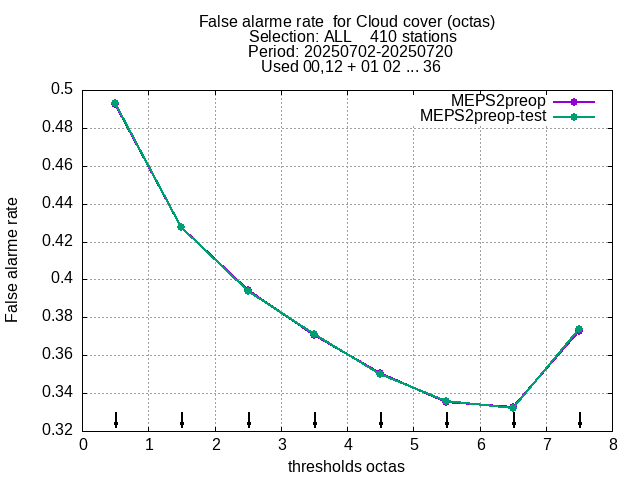 False alarme rate  for Cloud cover (octas)
Selection: ALL    410 stations
Period: 20250702-20250720
Used 00,12 + 01 02 ... 36
MEPS2preop
MEPS2preop-test
0.5
0.48
0.46
0.44
0.42
0.4
0.38
0.36
0.34
0.32
False alarme rate
0 1 2 3 4 5 6 7 8
thresholds octas